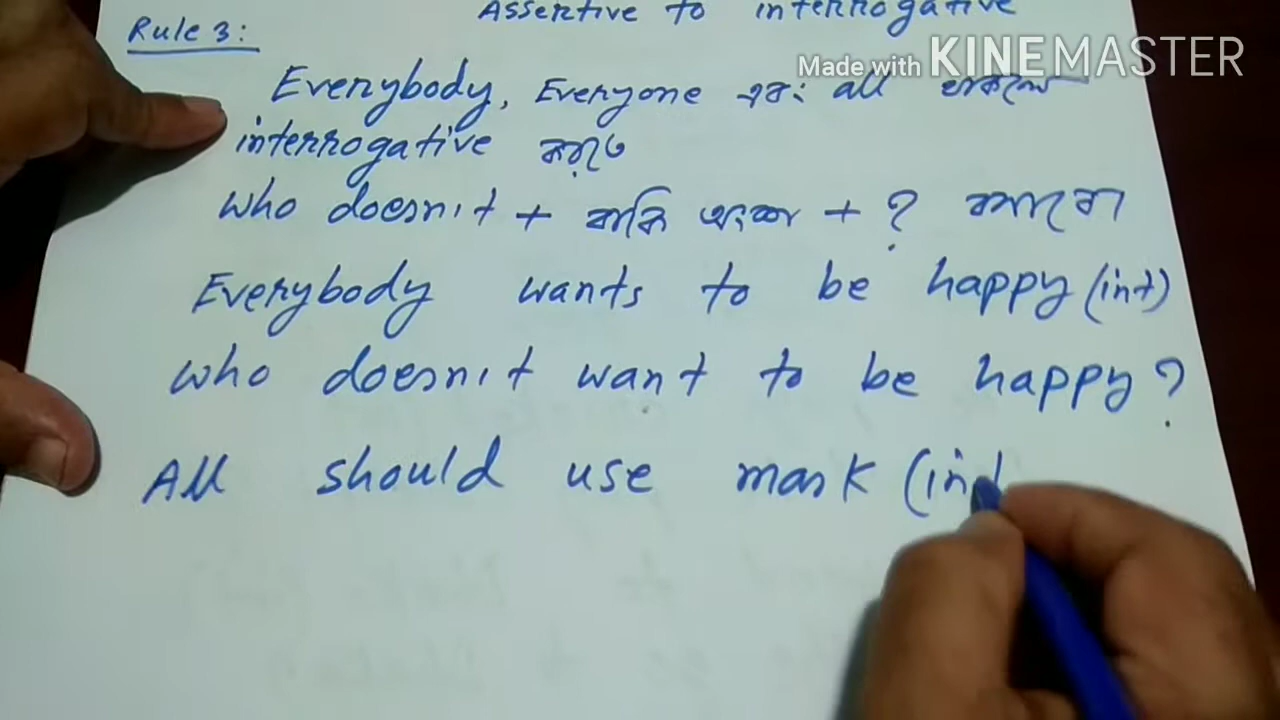 Assertive to interrogative
Made with KINEMASTER
Rule 3:
Everybody, Everyone এবং all থাকলে
interrogative করতে
Who doesn't + বাকি অংশ + ? বসাবো
Everybody wants to be happy (int)
Who doesn't want to be happy?
All should use mask (int